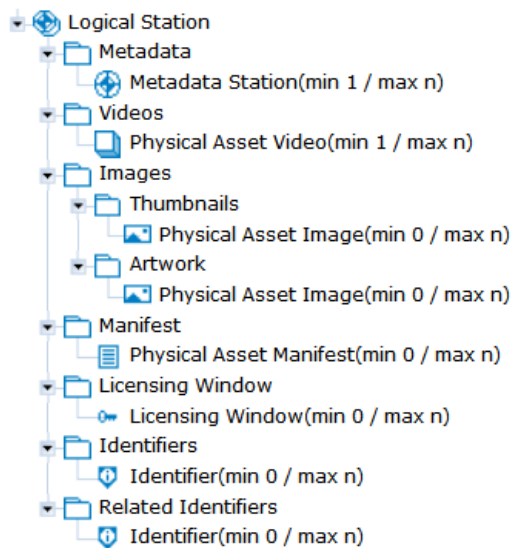 Logical Station
Metadata
Metadata Station(min 1 / max n)
Videos
Physical Asset Video(min 1 / max n)
Images
Thumbnails
Physical Asset Image(min 0 / max n)
Artwork
Physical Asset Image(min 0 / max n)
Manifest
Physical Asset Manifest(min 0 / max n)
Licensing Window
Licensing Window(min 0 / max n)
Identifiers
Identifier(min 0 / max n)
Related Identifiers
Identifier(min 0 / max n)